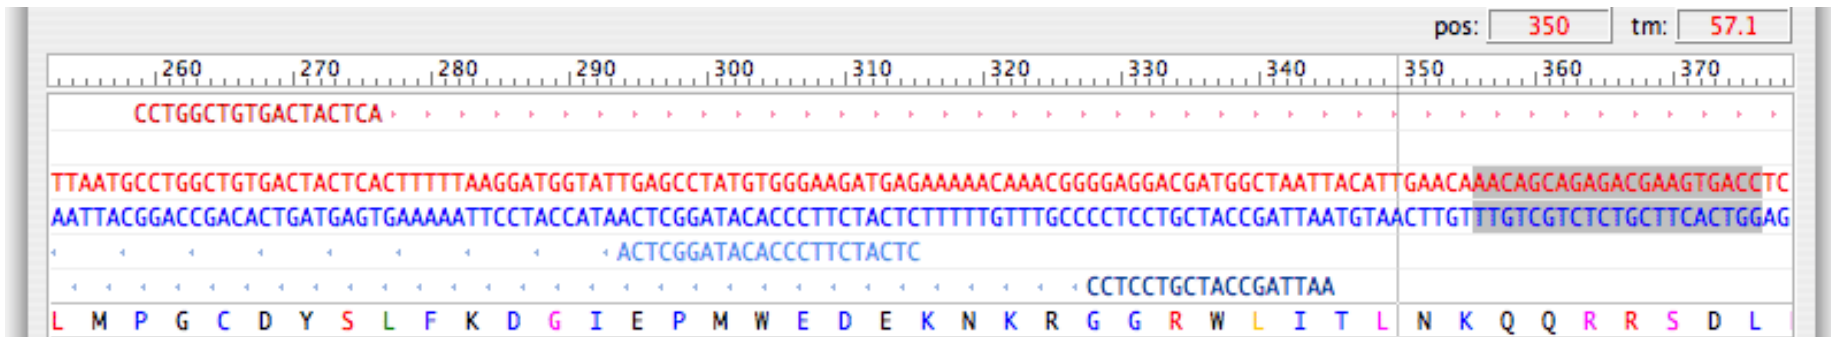 pos: 350 tm: 57.1
260 270 280 290 300 310 320 330 340 350 360 370
CCTGGCTGTGACTACTCA
TTAATGCCTGGCTGTGACTACTCACTTTTTAAGGATGGTATTGAGCCTATGTGGGAAGATGAGAAAAACAAACGGGGAGGACGATGGCTAATTACATTGAACAAACAGCAGAGACGAAGTGACCTC
AATTACGGACCGACACTGATGAGTGAAAAATTCCTACCATAACTCGGATACACCCTTCTACTCTTTTTGTTTGCCCCTCCTGCTACCGATTAATGTAACTTGTTTGTCGTCTCTGCTTCACTGGAG
ACTCGGATACACCCTTCTACTC
CCTCCTGCTACCGATTAA
L M P G C D Y S L F K D G I E P M W E D E K N K R G G R W L I T L N K Q Q R R S D L